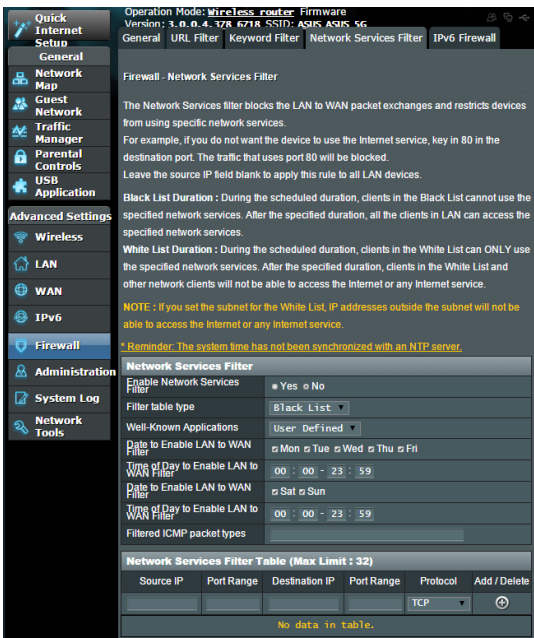 Operation Mode: Wireless router Firmware
Version: 3.0.0.4.378_6718 SSID: ASUS ASUS_5G
Quick
Internet
Setup
General
Network
Map
Guest
Network
Traffic
Manager
Parental
Controls
USB
Application
Advanced Settings
Wireless
LAN
WAN
IPv6
Firewall
Administration
System Log
Network
Tools
General URL Filter Keyword Filter Network Services Filter IPv6 Firewall
Firewall - Network Services Filter
The Network Services filter blocks the LAN to WAN packet exchanges and restricts devices
from using specific network services.
For example, if you do not want the device to use the Internet service, key in 80 in the
destination port. The traffic that uses port 80 will be blocked.
Leave the source IP field blank to apply this rule to all LAN devices.
Black List Duration : During the scheduled duration, clients in the Black List cannot use the
specified network services. After the specified duration, all the clients in LAN can access the
specified network services.
White List Duration : During the scheduled duration, clients in the White List can ONLY use
the specified network services. After the specified duration, clients in the White List and
other network clients will not be able to access the Internet or any Internet service.
NOTE : If you set the subnet for the White List, IP addresses outside the subnet will not be
able to access the Internet or any Internet service.
* Reminder: The system time has not been synchronized with an NTP server.
Network Services Filter
Enable Network Services Filter Yes No
Filter table type Black List
Well-Known Applications User Defined
Date to Enable LAN to WAN Filter Mon Tue Wed Thu Fri
Time of Day to Enable LAN to WAN Filter 00 : 00 - 23 : 59
Date to Enable LAN to WAN Filter Sat Sun
Time of Day to Enable LAN to WAN Filter 00 : 00 - 23 : 59
Filtered ICMP packet types
Network Services Filter Table (Max Limit : 32)
Source IP Port Range Destination IP Port Range Protocol Add / Delete
TCP
No data in table.